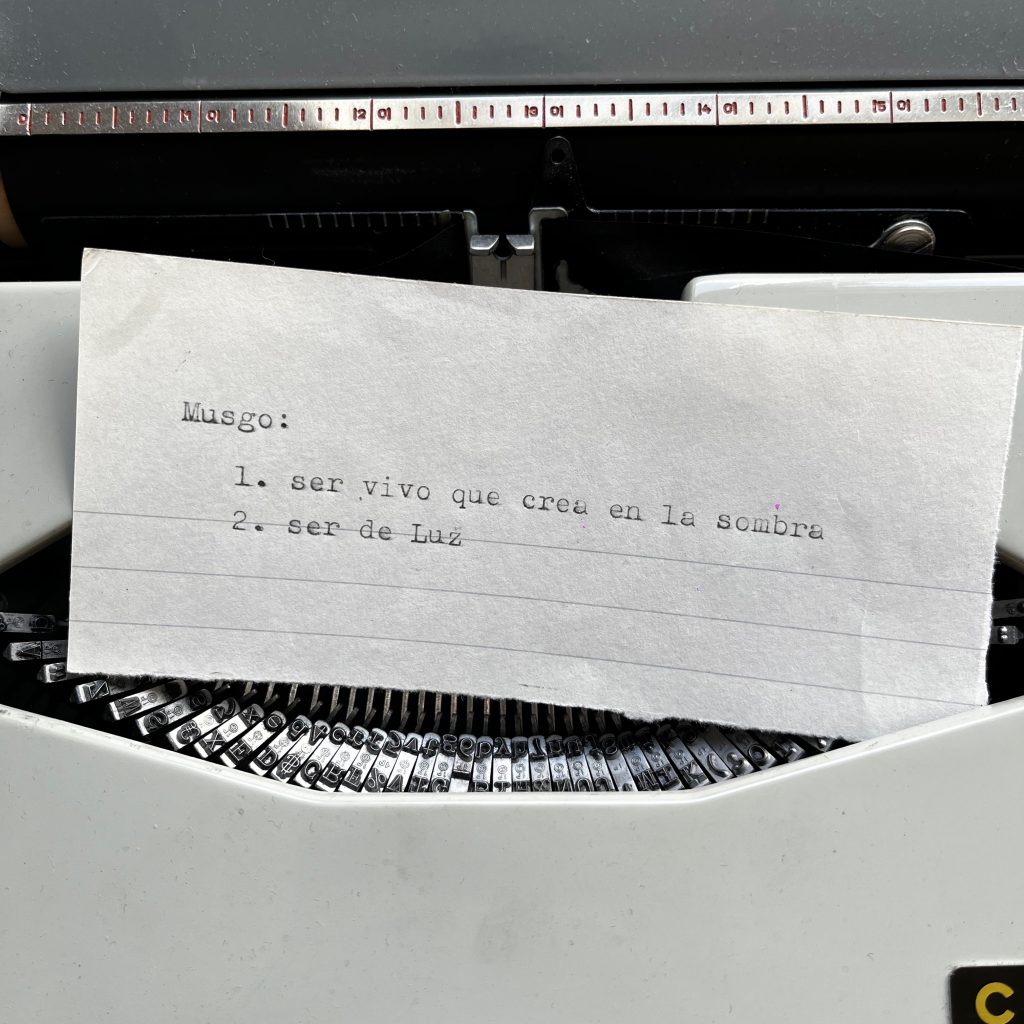 Musgo:
1. ser vivo que crea en la sombra
2. ser de Luz
C